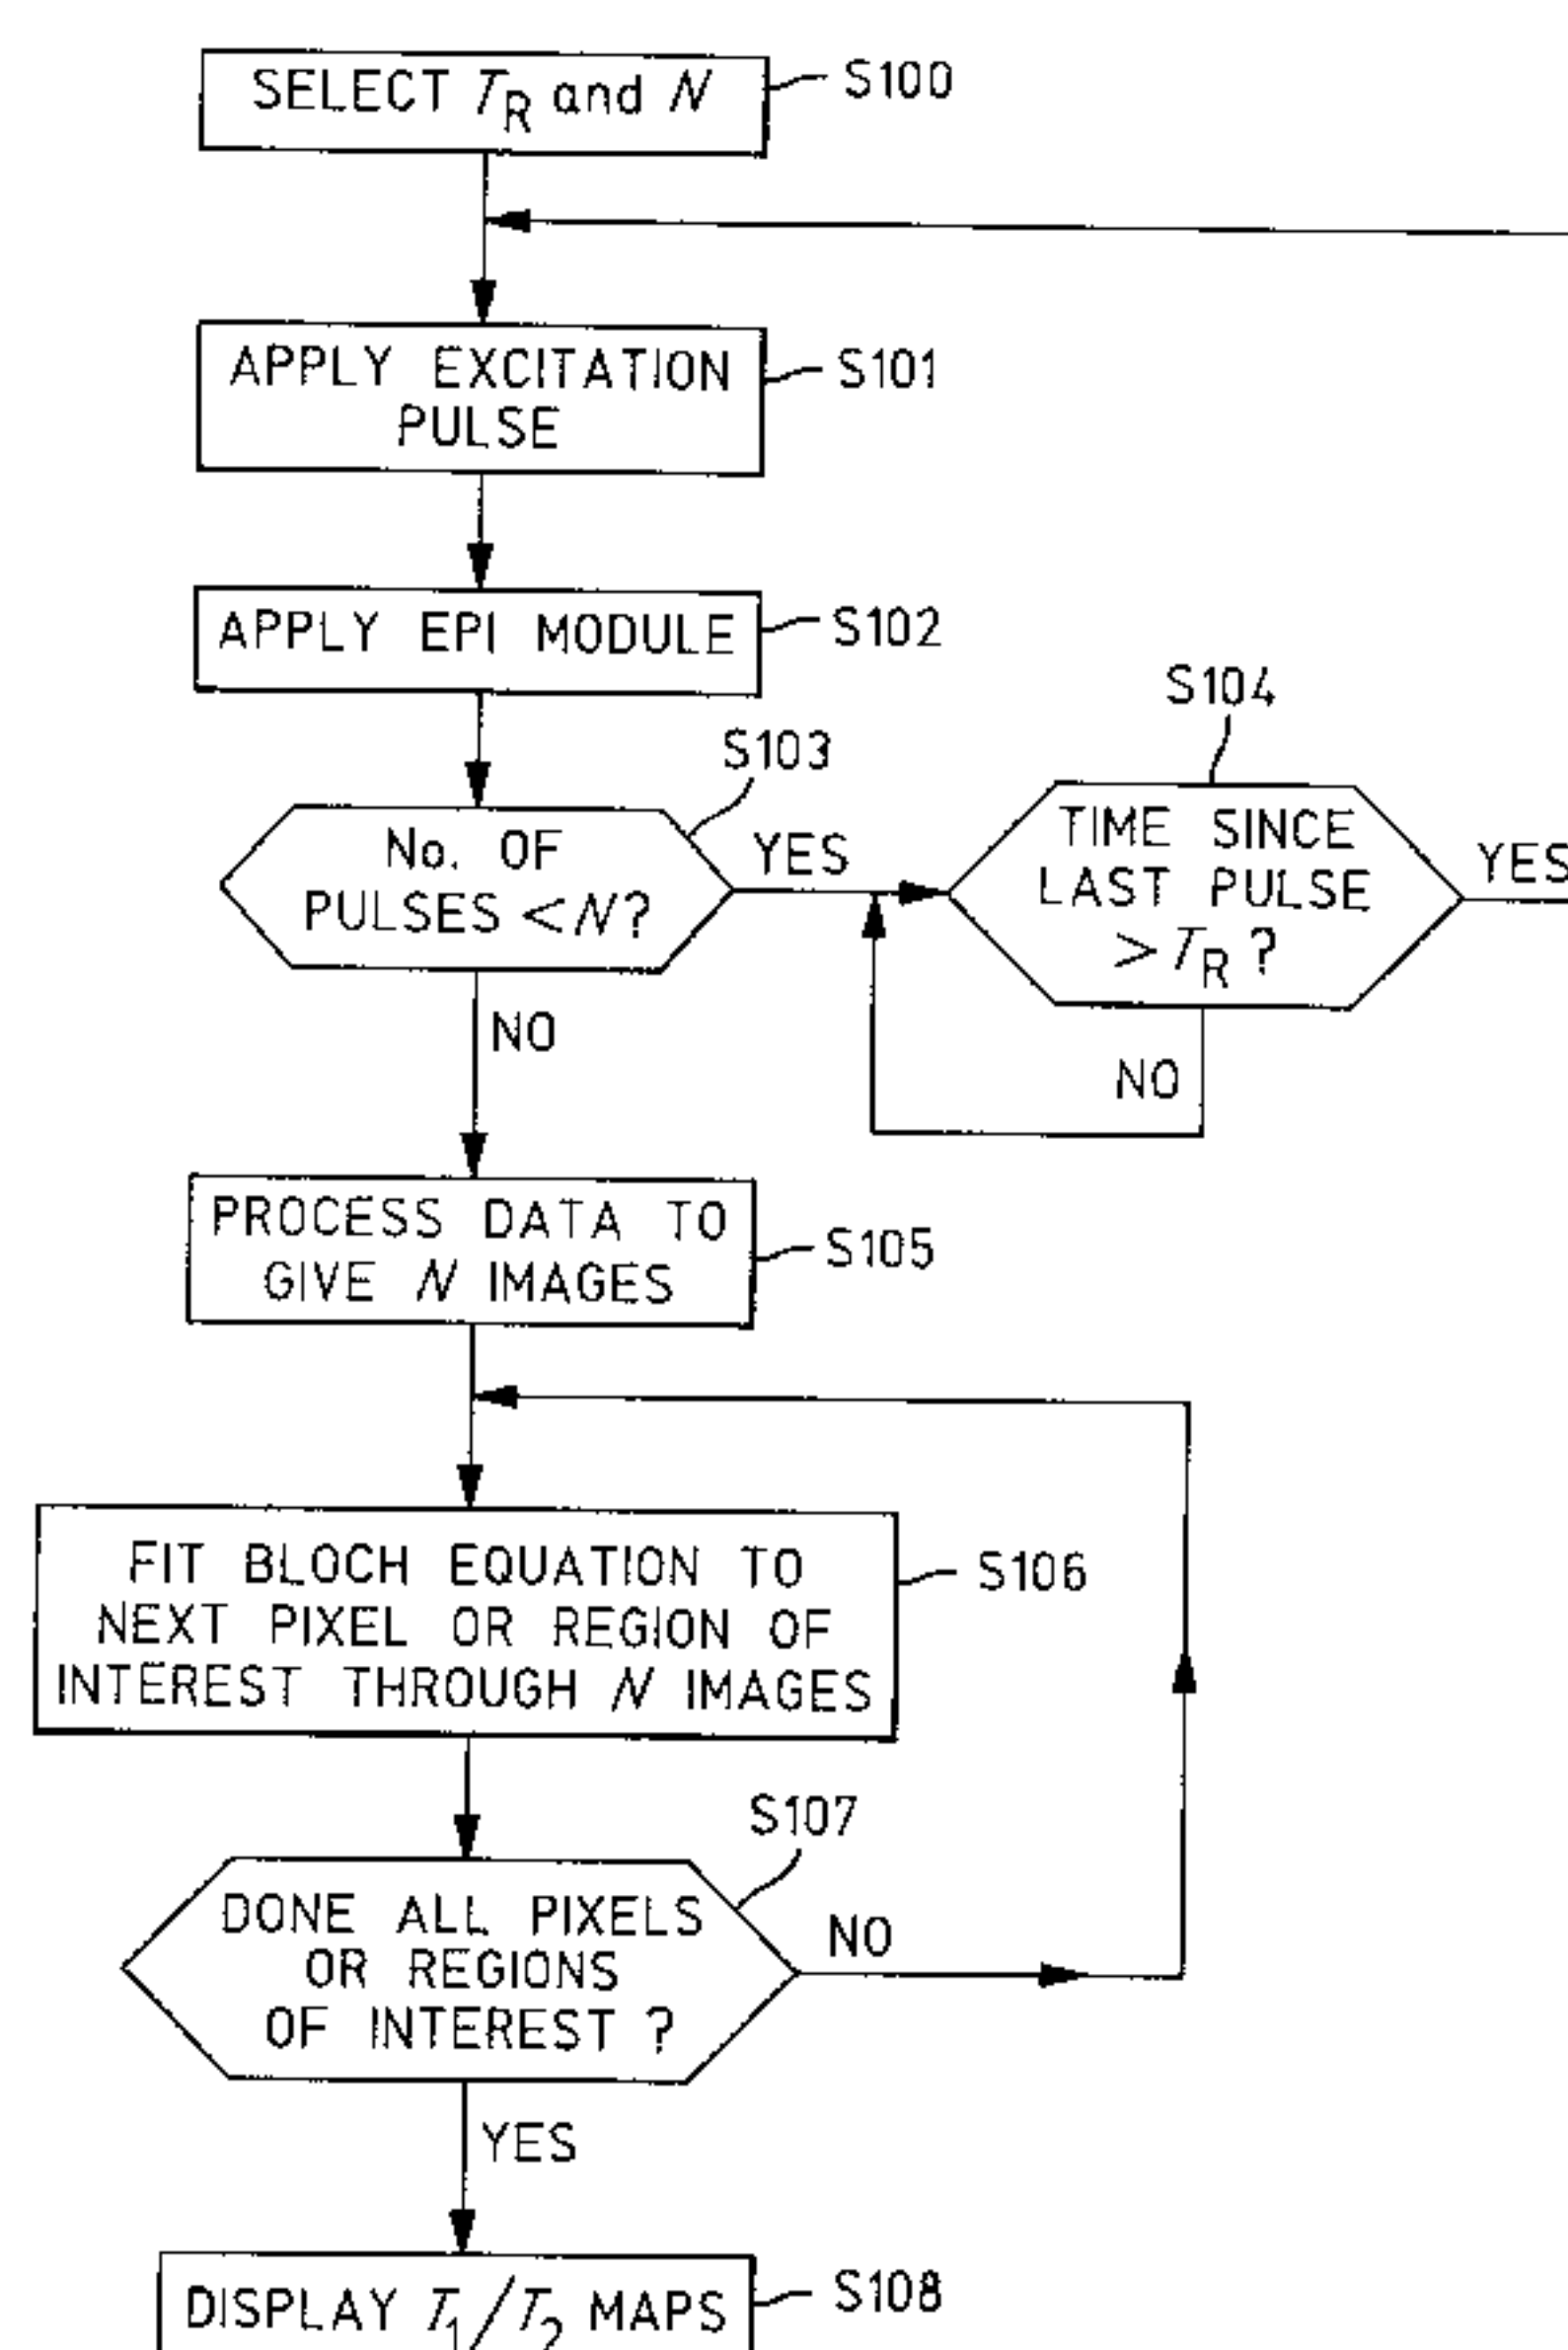 SELECT TR and N
S100
APPLY EXCITATION
PULSE
S101
APPLY EPI MODULE
S102
S103
No. OF
PULSES < N?
YES
S104
TIME SINCE
LAST PULSE
> TR ?
YES
NO
NO
PROCESS DATA TO
GIVE N IMAGES
S105
FIT BLOCH EQUATION TO
NEXT PIXEL OR REGION OF
INTEREST THROUGH N IMAGES
S106
S107
DONE ALL PIXELS
OR REGIONS
OF INTEREST ?
NO
YES
DISPLAY T1/T2 MAPS
S108